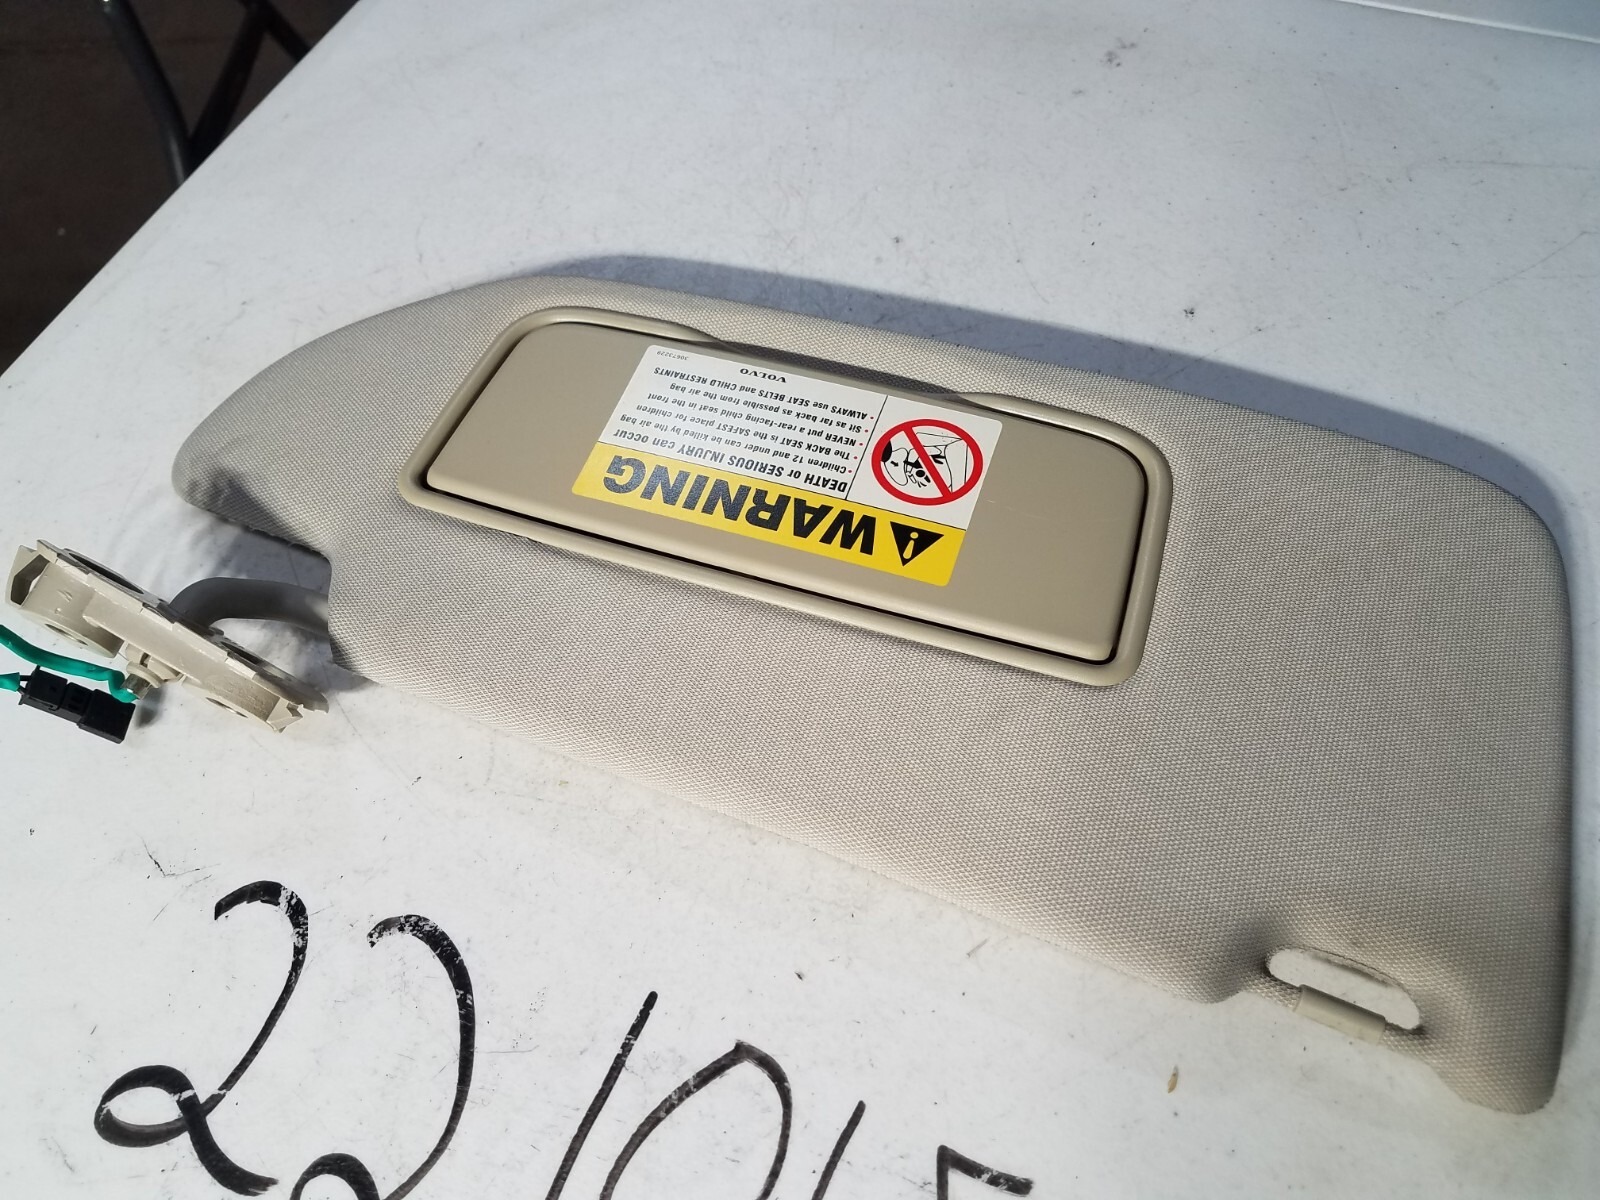 WARNING
DEATH or SERIOUS INJURY can occur
• Children 12 and under can be killed by the air bag
• The BACK SEAT is the SAFEST place for children
• NEVER put a rear-facing child seat in the front
• Sit as far back as possible from the air bag
• ALWAYS use SEAT BELTS and CHILD RESTRAINTS
VOLVO
30673229